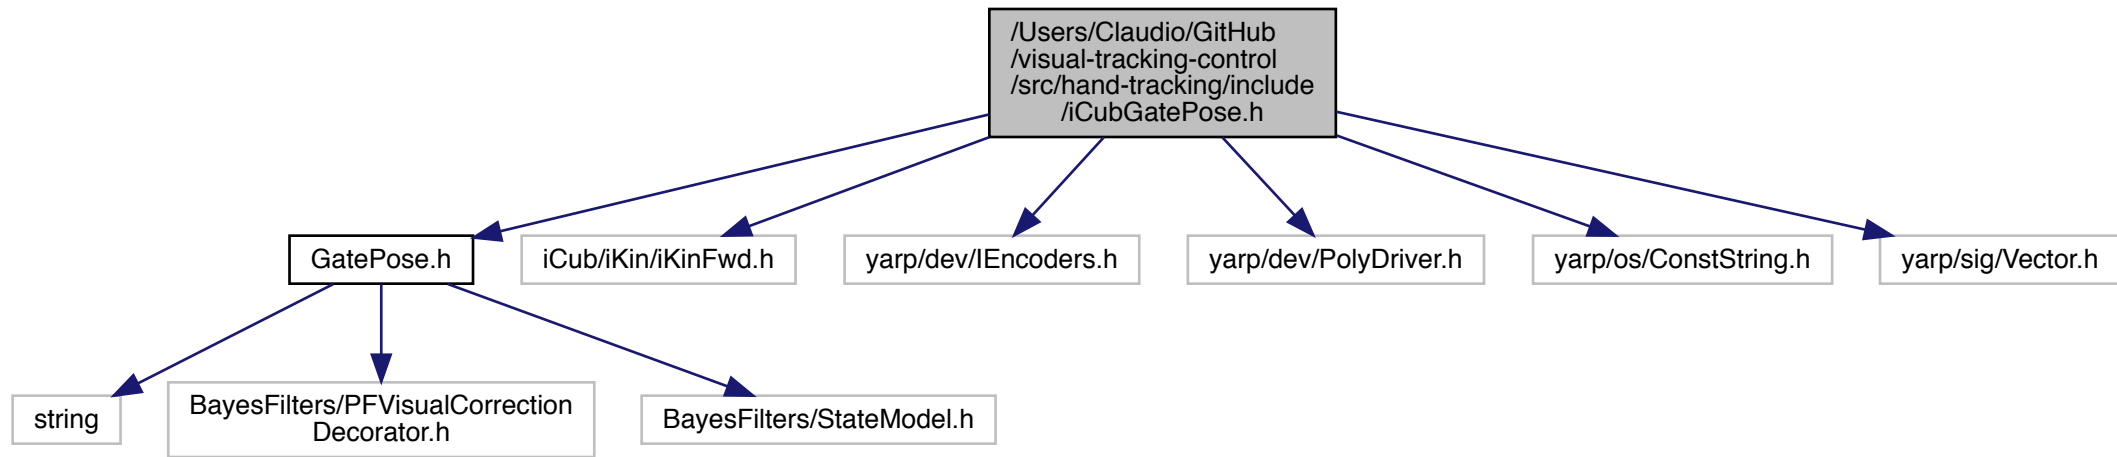 /Users/Claudio/GitHub
/visual-tracking-control
/src/hand-tracking/include
/iCubGatePose.h
GatePose.h
iCub/iKin/iKinFwd.h
yarp/dev/IEncoders.h
yarp/dev/PolyDriver.h
yarp/os/ConstString.h
yarp/sig/Vector.h
string
BayesFilters/PFVisualCorrection
Decorator.h
BayesFilters/StateModel.h